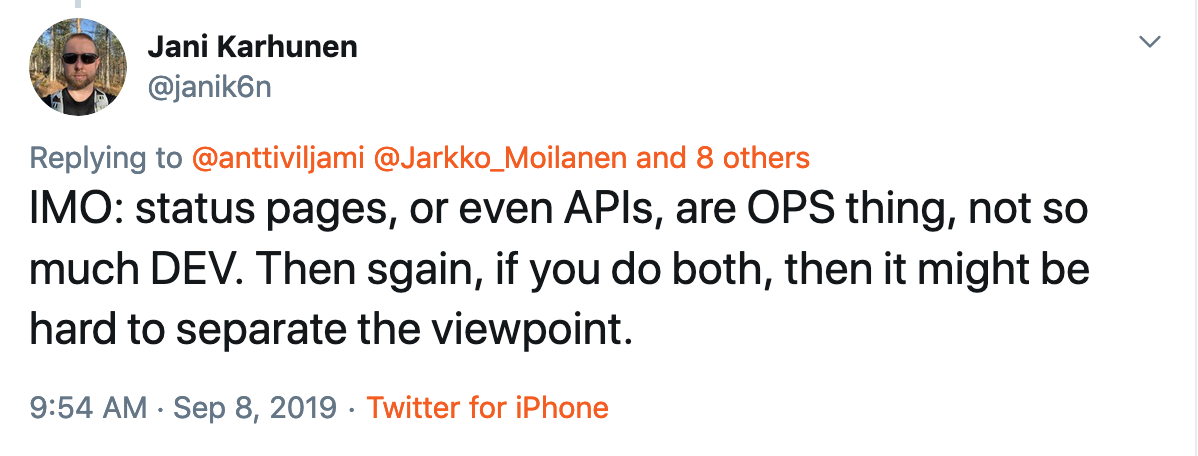 Jani Karhunen
@janik6n
Replying to @anttiviljami @Jarkko_Moilanen and 8 others
IMO: status pages, or even APIs, are OPS thing, not so
much DEV. Then sgain, if you do both, then it might be
hard to separate the viewpoint.
9:54 AM · Sep 8, 2019 · Twitter for iPhone